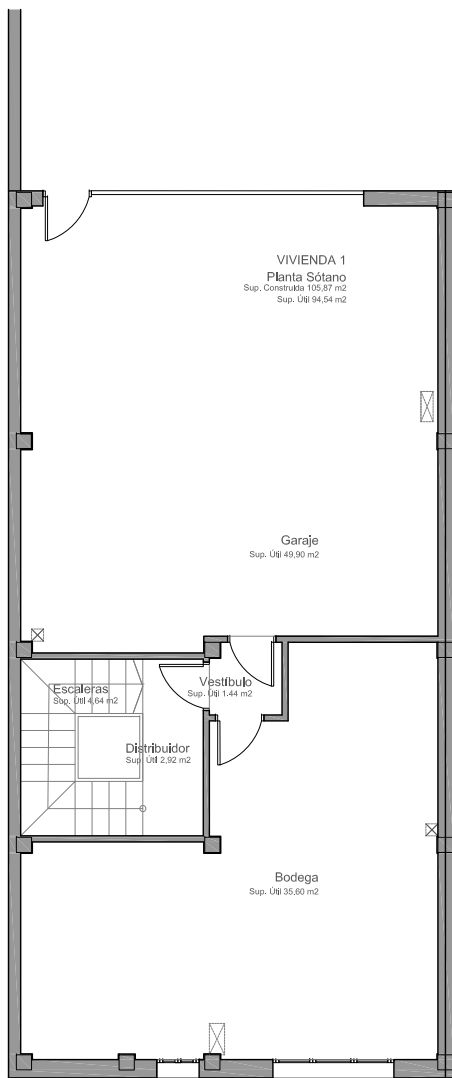 VIVIENDA 1
Planta Sótano
Sup. Construida 105,87 m2
Sup. Útil 94,54 m2
Garaje
Sup. Útil 49,90 m2
Vestíbulo
Sup. Útil 1.44 m2
Escaleras
Sup. Útil 4,64 m2
Distribuidor
Sup. Útil 2,92 m2
Bodega
Sup. Útil 35,60 m2